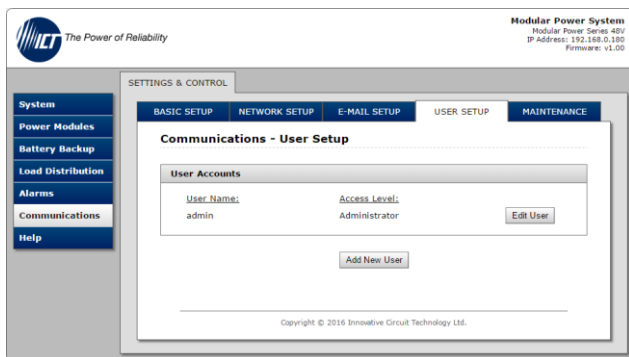 ICT The Power of Reliability
Modular Power System
Modular Power Series 48V
IP Address: 192.168.0.180
Firmware: v1.00
SETTINGS & CONTROL
System
Power Modules
Battery Backup
Load Distribution
Alarms
Communications
Help
BASIC SETUP NETWORK SETUP E-MAIL SETUP USER SETUP MAINTENANCE
Communications - User Setup
User Accounts
User Name: Access Level:
admin Administrator Edit User
Add New User
Copyright © 2016 Innovative Circuit Technology Ltd.